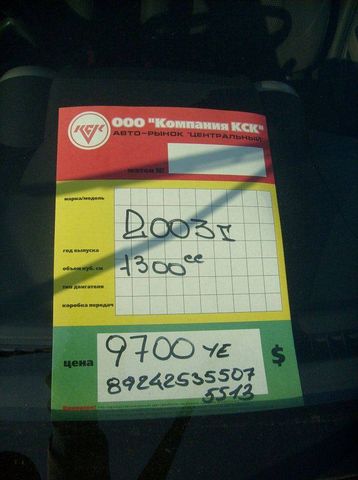 КСК ООО "Компания КСК"
АВТО-РЫНОК "ЦЕНТРАЛЬНЫЙ"
марка/модель
2003г
год выпуска
объем куб. см 1300сс
тип двигателя
коробка передач
цена 9700 УЕ $
89242535507
5513